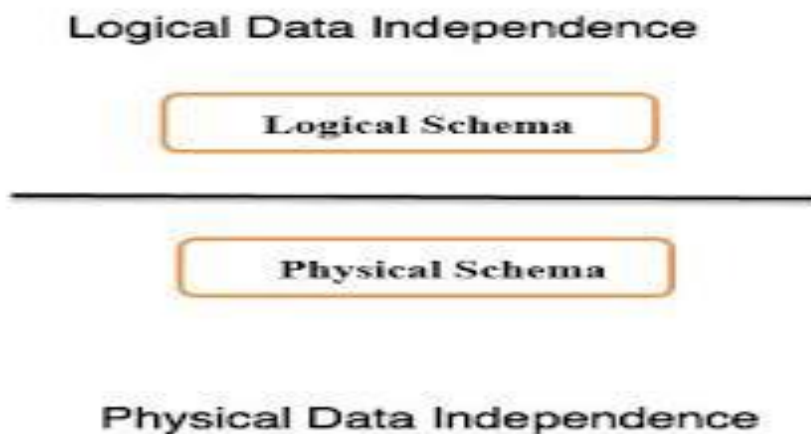 Logical Data Independence
Logical Schema
Physical Schema
Physical Data Independence